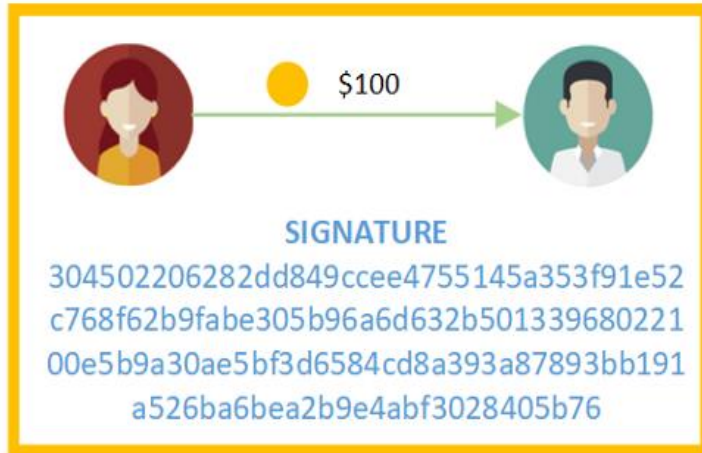 $100
SIGNATURE
304502206282dd849ccee4755145a353f91e52
c768f62b9fabe305b96a6d632b501339680221
00e5b9a30ae5bf3d6584cd8a393a87893bb191
a526ba6bea2b9e4abf3028405b76